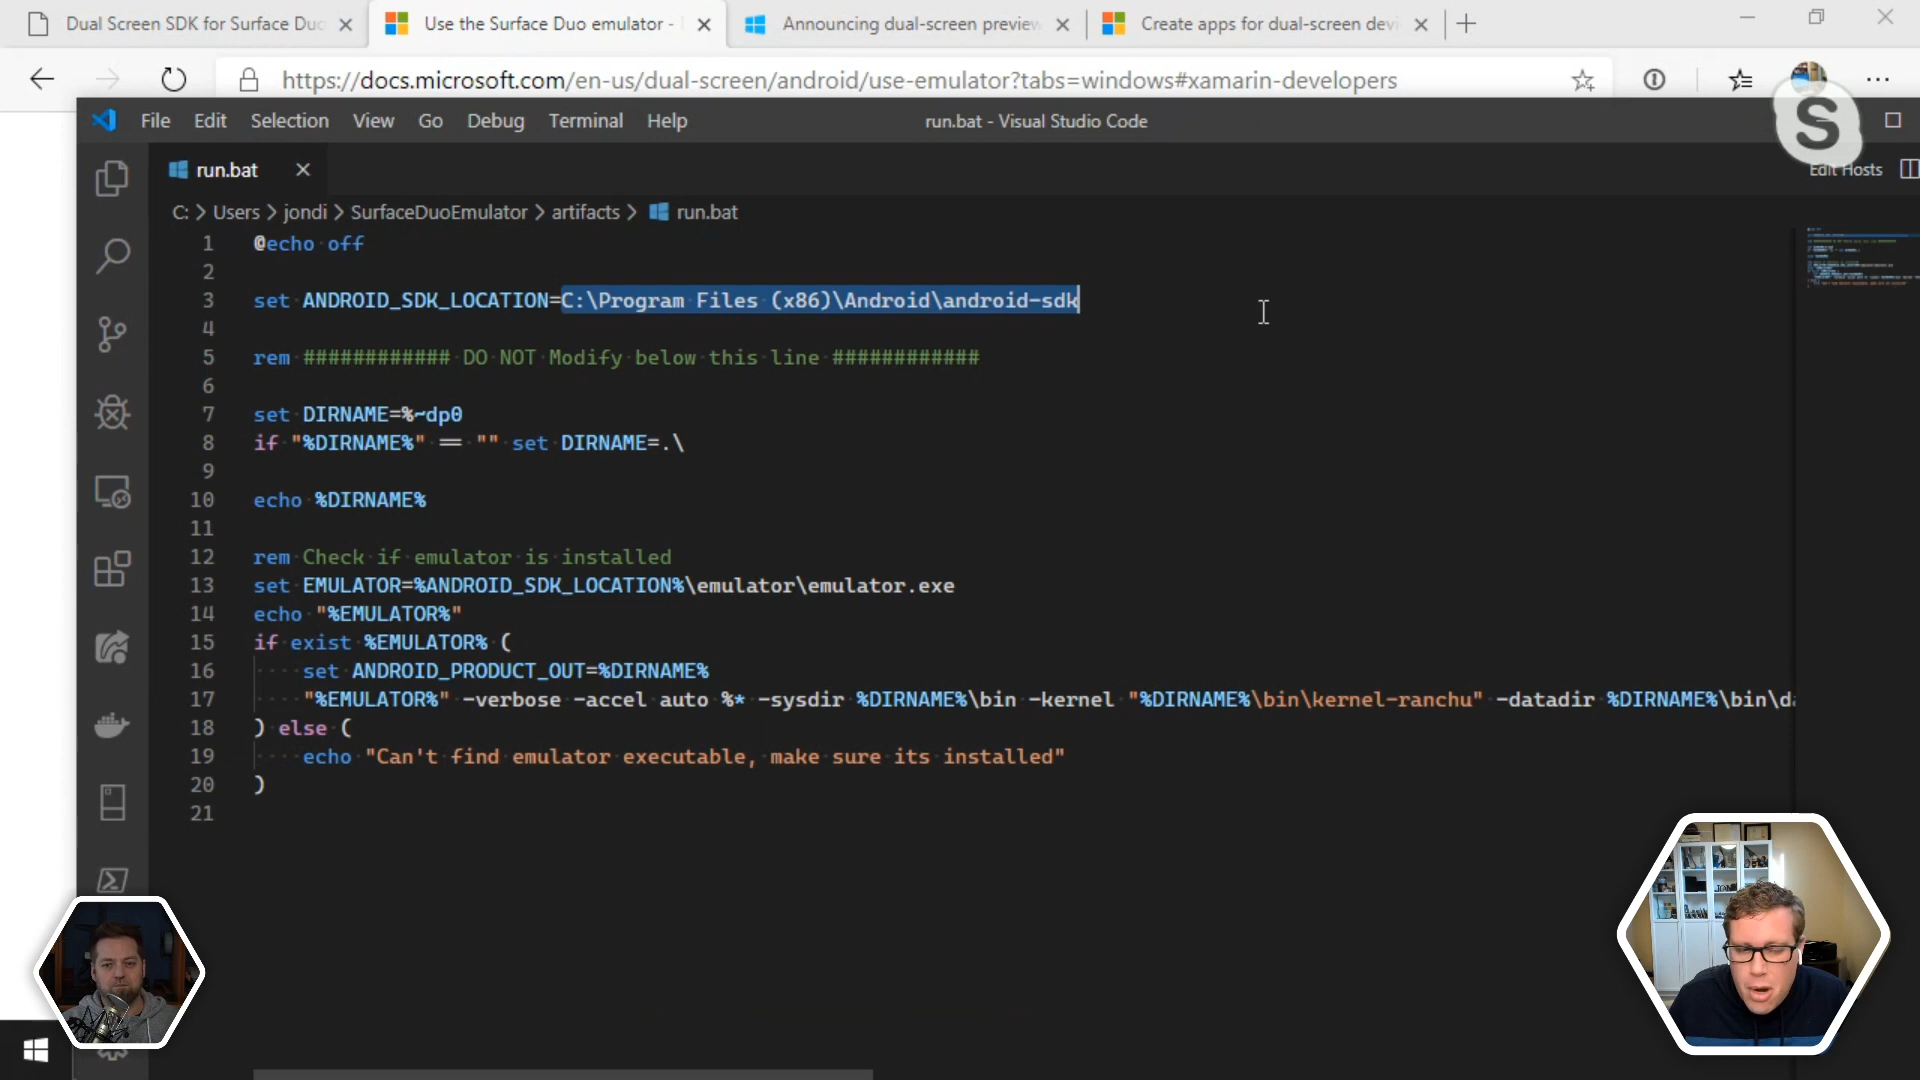 Dual Screen SDK for Surface Duo
Use the Surface Duo emulator -
Announcing dual-screen preview
Create apps for dual-screen devi
https://docs.microsoft.com/en-us/dual-screen/android/use-emulator?tabs=windows#xamarin-developers
File Edit Selection View Go Debug Terminal Help
run.bat - Visual Studio Code
S
run.bat
Edit Hosts
C: > Users > jondi > SurfaceDuoEmulator > artifacts > run.bat
1 @echo off
2
3 set ANDROID_SDK_LOCATION=C:\Program Files (x86)\Android\android-sdk
4
5 rem ############ DO NOT Modify below this line ############
6
7 set DIRNAME=%~dp0
8 if "%DIRNAME%" == "" set DIRNAME=.\
9
10 echo %DIRNAME%
11
12 rem Check if emulator is installed
13 set EMULATOR=%ANDROID_SDK_LOCATION%\emulator\emulator.exe
14 echo "%EMULATOR%"
15 if exist %EMULATOR% (
16 set ANDROID_PRODUCT_OUT=%DIRNAME%
17 "%EMULATOR%" -verbose -accel auto %* -sysdir %DIRNAME%\bin -kernel "%DIRNAME%\bin\kernel-ranchu" -datadir %DIRNAME%\bin\da
18 ) else (
19 echo "Can't find emulator executable, make sure its installed"
20 )
21